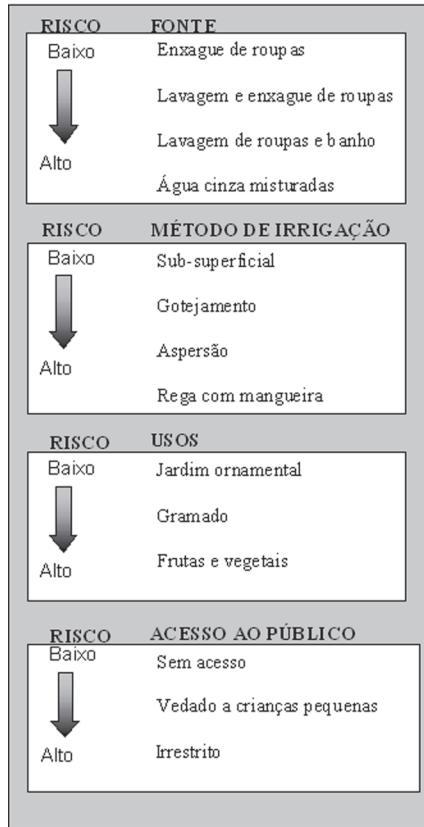 RISCO FONTE
Baixo Enxague de roupas
Lavagem e enxague de roupas
Lavagem de roupas e banho
Alto
Água cinza misturadas
RISCO MÉTODO DE IRRIGAÇÃO
Baixo Sub-superficial
Gotejamento
Aspersão
Alto
Rega com mangueira
RISCO USOS
Baixo Jardim ornamental
Gramado
Alto Frutas e vegetais
RISCO ACESSO AO PÚBLICO
Baixo Sem acesso
Vedado a crianças pequenas
Alto Irrestrito